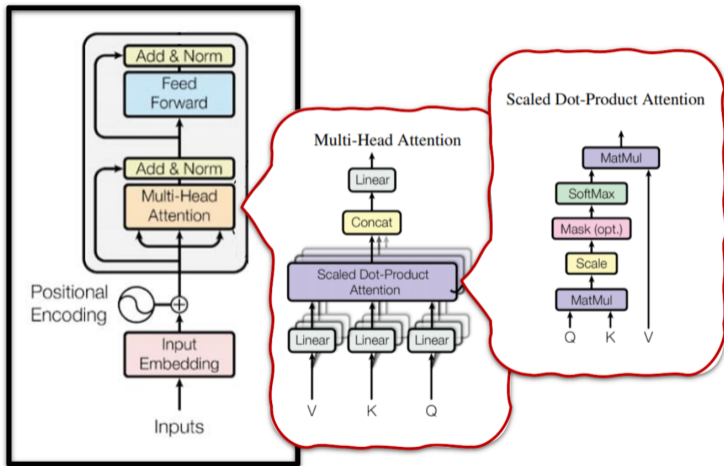 Add & Norm
Feed
Forward
Add & Norm
Multi-Head
Attention
Positional
Encoding
Input
Embedding
Inputs
Multi-Head Attention
Linear
Concat
Scaled Dot-Product
Attention
Linear
Linear
Linear
V
K
Q
Scaled Dot-Product Attention
MatMul
SoftMax
Mask (opt.)
Scale
MatMul
Q
K
V